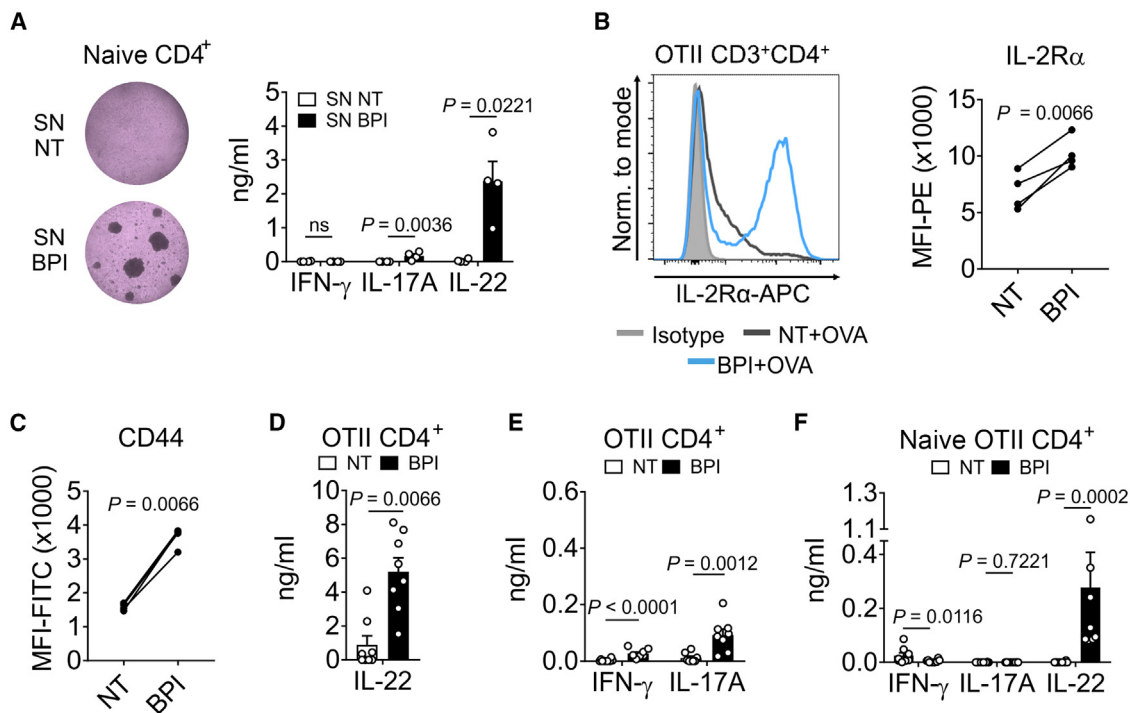 A
Naive CD4+
SN
NT
SN
BPI
SN NT
SN BPI
P = 0.0221
ns
P = 0.0036
ng/ml
5
4
3
2
1
0
IFN-γ IL-17A IL-22
B
OTII CD3+CD4+
Norm. to mode
IL-2Rα-APC
Isotype NT+OVA
BPI+OVA
IL-2Rα
P = 0.0066
MFI-PE (x1000)
15
10
5
0
NT
BPI
C
CD44
P = 0.0066
MFI-FITC (x1000)
5
4
3
2
1
0
NT
BPI
D
OTII CD4+
NT BPI
P = 0.0066
ng/ml
10
8
6
4
2
0
IL-22
E
OTII CD4+
NT BPI
P = 0.0012
P < 0.0001
ng/ml
0.6
0.4
0.2
0.0
IFN-γ IL-17A
F
Naive OTII CD4+
NT BPI
P = 0.0002
P = 0.7221
P = 0.0116
ng/ml
1.3
1.1
0.4
0.2
0.0
IFN-γ IL-17A IL-22